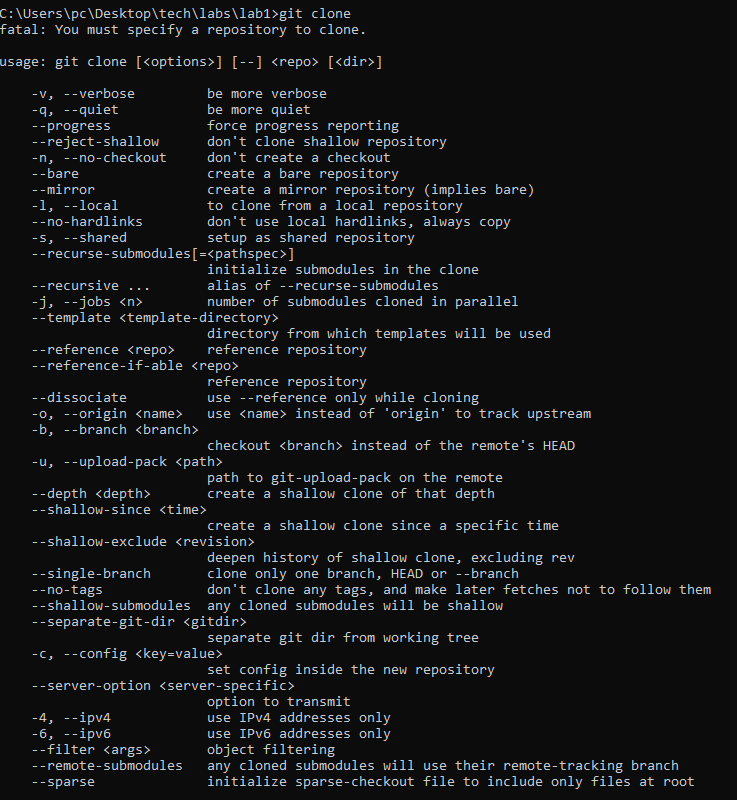 C:\Users\pc\Desktop\tech\labs\lab1>git clone
fatal: You must specify a repository to clone.

usage: git clone [<options>] [--] <repo> [<dir>]

    -v, --verbose         be more verbose
    -q, --quiet           be more quiet
    --progress            force progress reporting
    --reject-shallow      don't clone shallow repository
    -n, --no-checkout     don't create a checkout
    --bare                create a bare repository
    --mirror              create a mirror repository (implies bare)
    -l, --local           to clone from a local repository
    --no-hardlinks        don't use local hardlinks, always copy
    -s, --shared          setup as shared repository
    --recurse-submodules[=<pathspec>]
                          initialize submodules in the clone
    --recursive ...       alias of --recurse-submodules
    -j, --jobs <n>        number of submodules cloned in parallel
    --template <template-directory>
                          directory from which templates will be used
    --reference <repo>    reference repository
    --reference-if-able <repo>
                          reference repository
    --dissociate          use --reference only while cloning
    -o, --origin <name>   use <name> instead of 'origin' to track upstream
    -b, --branch <branch>
                          checkout <branch> instead of the remote's HEAD
    -u, --upload-pack <path>
                          path to git-upload-pack on the remote
    --depth <depth>       create a shallow clone of that depth
    --shallow-since <time>
                          create a shallow clone since a specific time
    --shallow-exclude <revision>
                          deepen history of shallow clone, excluding rev
    --single-branch       clone only one branch, HEAD or --branch
    --no-tags             don't clone any tags, and make later fetches not to follow them
    --shallow-submodules  any cloned submodules will be shallow
    --separate-git-dir <gitdir>
                          separate git dir from working tree
    -c, --config <key=value>
                          set config inside the new repository
    --server-option <server-specific>
                          option to transmit
    -4, --ipv4            use IPv4 addresses only
    -6, --ipv6            use IPv6 addresses only
    --filter <args>       object filtering
    --remote-submodules   any cloned submodules will use their remote-tracking branch
    --sparse              initialize sparse-checkout file to include only files at root